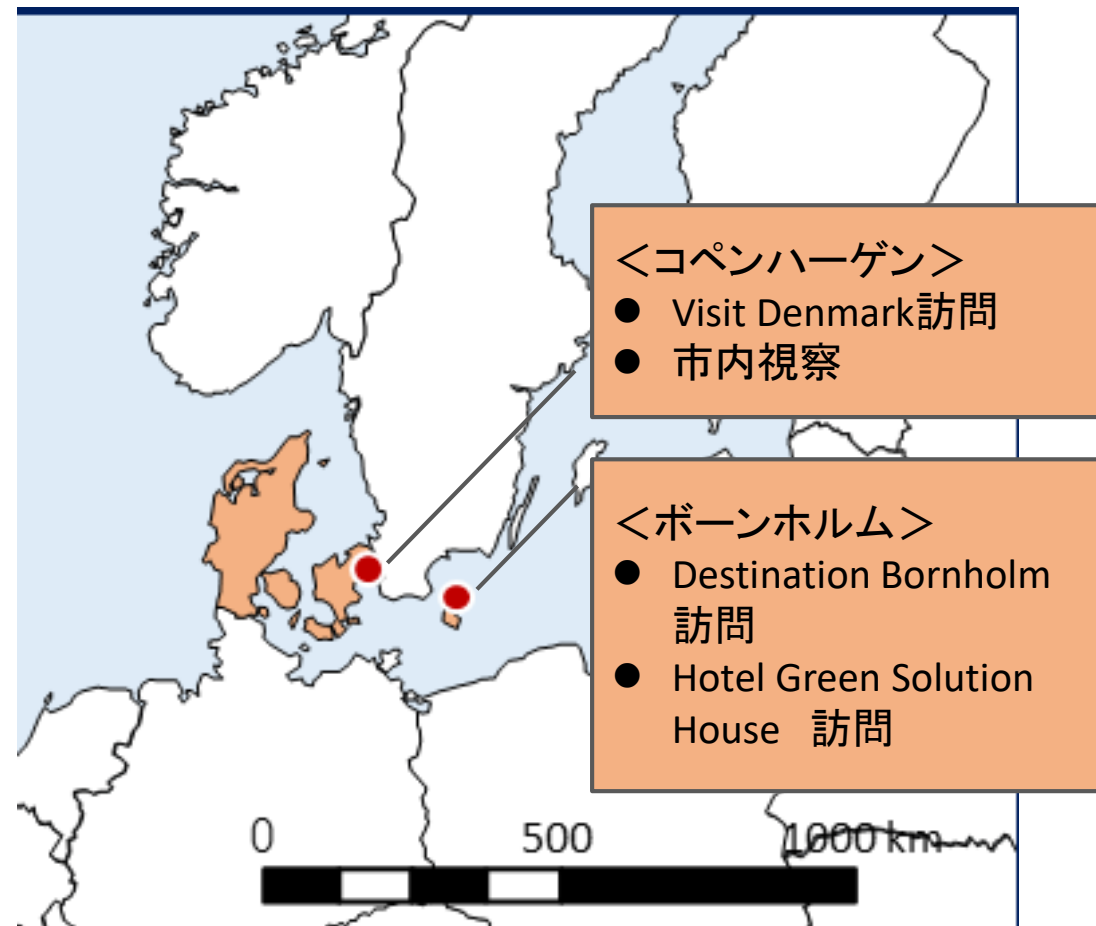 ＜コペンハーゲン＞
● Visit Denmark訪問
● 市内視察
＜ボーンホルム＞
● Destination Bornholm
訪問
● Hotel Green Solution
House 訪問
0 500 1000 km